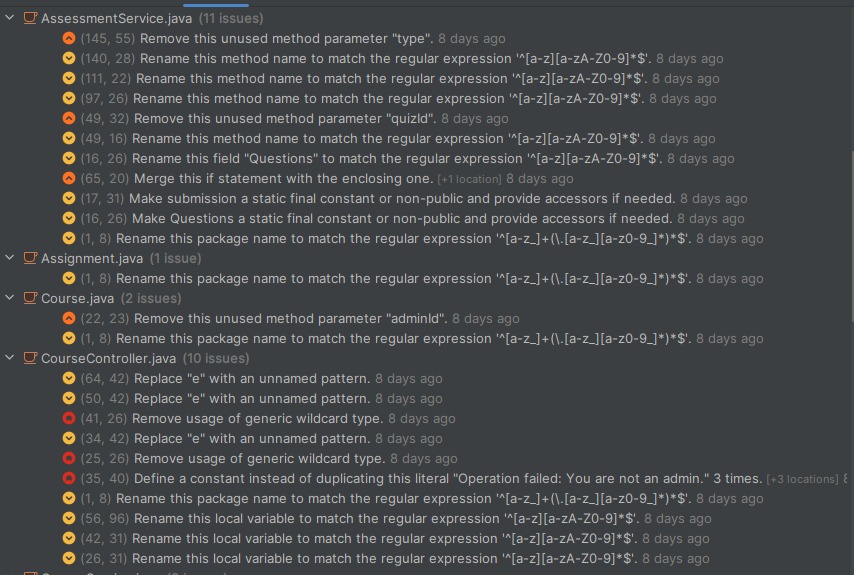 AssessmentService.java (11 issues)
(145, 55) Remove this unused method parameter "type". 8 days ago
(140, 28) Rename this method name to match the regular expression '^[a-z][a-zA-Z0-9]*$'. 8 days ago
(111, 22) Rename this method name to match the regular expression '^[a-z][a-zA-Z0-9]*$'. 8 days ago
(97, 26) Rename this method name to match the regular expression '^[a-z][a-zA-Z0-9]*$'. 8 days ago
(49, 32) Remove this unused method parameter "quizId". 8 days ago
(49, 16) Rename this method name to match the regular expression '^[a-z][a-zA-Z0-9]*$'. 8 days ago
(16, 26) Rename this field "Questions" to match the regular expression '^[a-z][a-zA-Z0-9]*$'. 8 days ago
(65, 20) Merge this if statement with the enclosing one. [+1 location] 8 days ago
(17, 31) Make submission a static final constant or non-public and provide accessors if needed. 8 days ago
(16, 26) Make Questions a static final constant or non-public and provide accessors if needed. 8 days ago
(1, 8) Rename this package name to match the regular expression '^[a-z_]+(\.[a-z_][a-z0-9_]*)*$'. 8 days ago
Assignment.java (1 issue)
(1, 8) Rename this package name to match the regular expression '^[a-z_]+(\.[a-z_][a-z0-9_]*)*$'. 8 days ago
Course.java (2 issues)
(22, 23) Remove this unused method parameter "adminId". 8 days ago
(1, 8) Rename this package name to match the regular expression '^[a-z_]+(\.[a-z_][a-z0-9_]*)*$'. 8 days ago
CourseController.java (10 issues)
(64, 42) Replace "e" with an unnamed pattern. 8 days ago
(50, 42) Replace "e" with an unnamed pattern. 8 days ago
(41, 26) Remove usage of generic wildcard type. 8 days ago
(34, 42) Replace "e" with an unnamed pattern. 8 days ago
(25, 26) Remove usage of generic wildcard type. 8 days ago
(35, 40) Define a constant instead of duplicating this literal "Operation failed: You are not an admin." 3 times. [+3 locations] 8
(1, 8) Rename this package name to match the regular expression '^[a-z_]+(\.[a-z_][a-z0-9_]*)*$'. 8 days ago
(56, 96) Rename this local variable to match the regular expression '^[a-z][a-zA-Z0-9]*$'. 8 days ago
(42, 31) Rename this local variable to match the regular expression '^[a-z][a-zA-Z0-9]*$'. 8 days ago
(26, 31) Rename this local variable to match the regular expression '^[a-z][a-zA-Z0-9]*$'. 8 days ago